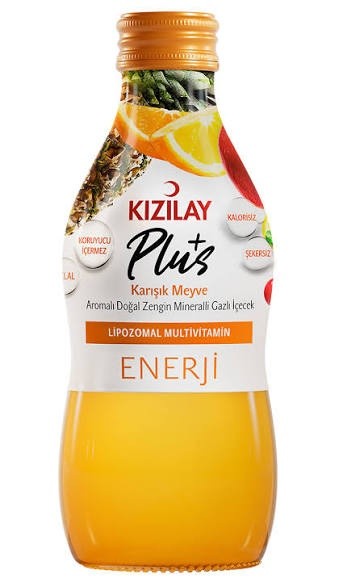 KIZILAY
Plus
KALORİSİZ
KORUYUCU
İÇERMEZ
ŞEKERSİZ
Karışık Meyve
Aromalı Doğal Zengin Mineralli Gazlı İçecek
LİPOZOMAL MULTİVİTAMİN
ENERJİ